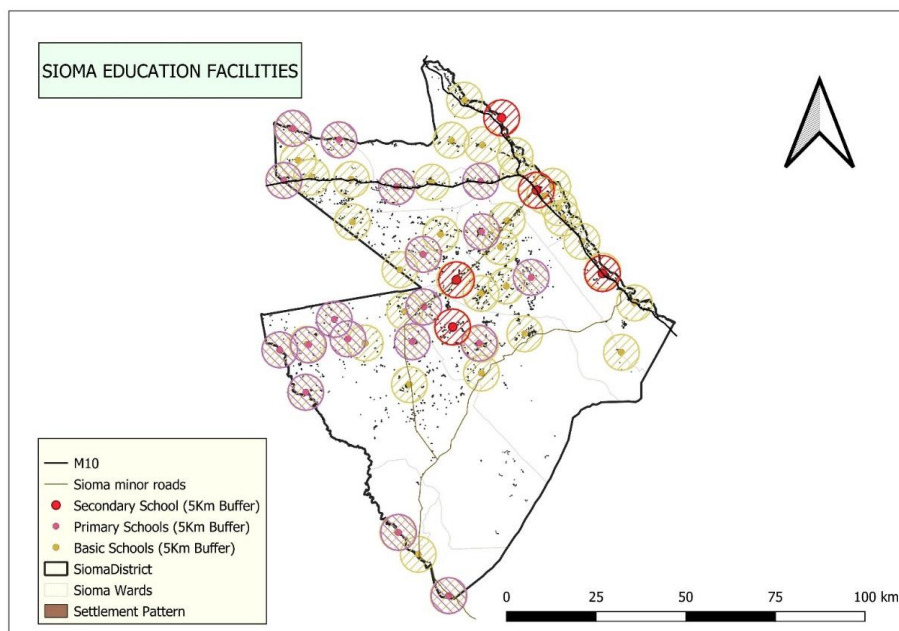 SIOMA EDUCATION FACILITIES
M10
Sioma minor roads
Secondary School (5Km Buffer)
Primary Schools (5Km Buffer)
Basic Schools (5Km Buffer)
SiomaDistrict
Sioma Wards
Settlement Pattern
0 25 50 75 100 km